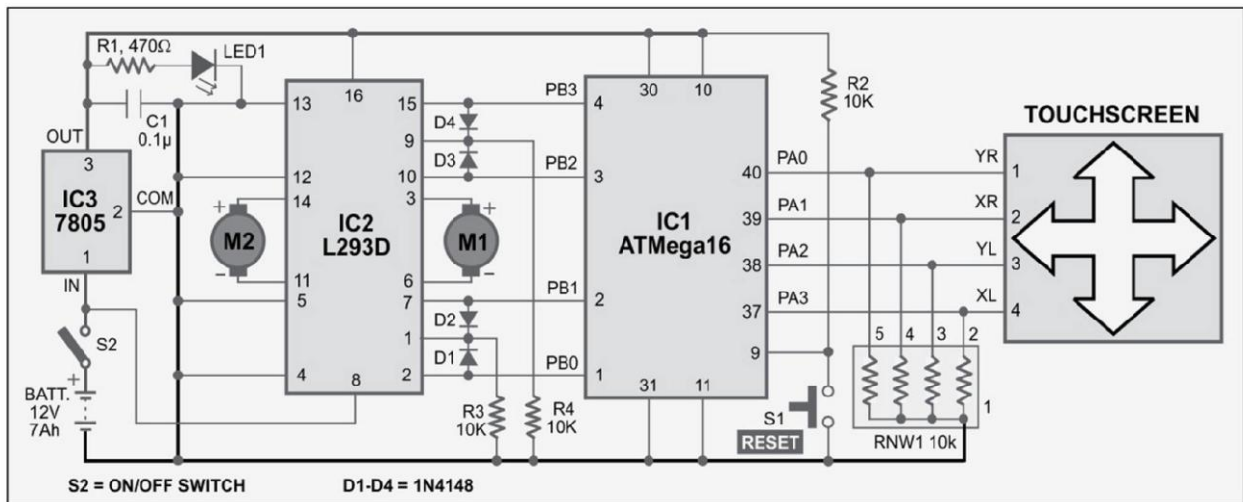 R1, 470Ω
LED1
C1
0.1µ
OUT
3
IC3
7805
COM
2
1
IN
S2
+
BATT.
12V
7Ah
16
13
15
12
9
14
10
3
IC2
L293D
11
6
5
7
1
4
2
8
+
M2
−
+
M1
−
D4
D3
D2
D1
R3
10K
R4
10K
PB3
PB2
PB1
PB0
30
10
4
3
2
1
IC1
ATMega16
40
39
38
37
9
31
11
R2
10K
PA0
PA1
PA2
PA3
TOUCHSCREEN
YR
1
XR
2
YL
3
XL
4
5
4
3
2
1
RNW1 10k
S1
RESET
S2 = ON/OFF SWITCH
D1-D4 = 1N4148